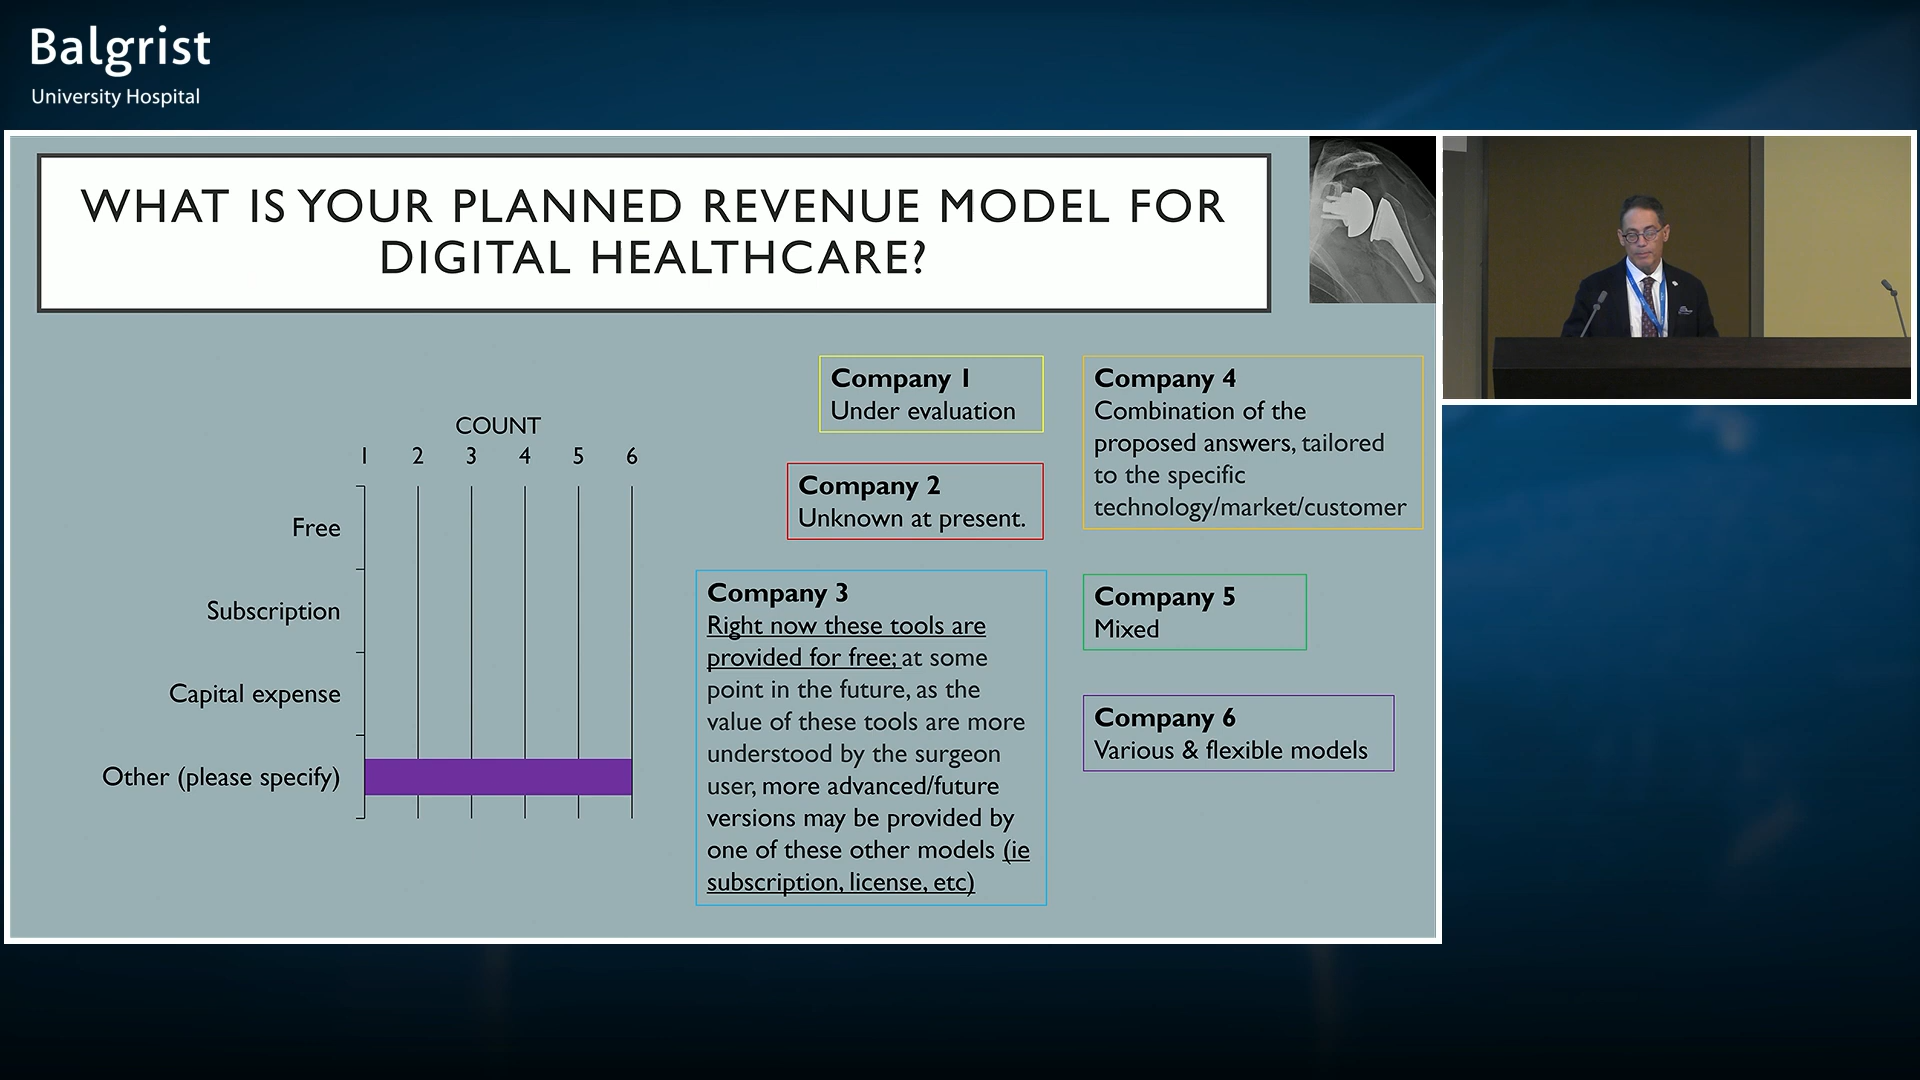 Balgrist
University Hospital
WHAT IS YOUR PLANNED REVENUE MODEL FOR
DIGITAL HEALTHCARE?
COUNT
1 2 3 4 5 6
Free
Subscription
Capital expense
Other (please specify)
Company 1
Under evaluation
Company 2
Unknown at present.
Company 3
Right now these tools are
provided for free; at some
point in the future, as the
value of these tools are more
understood by the surgeon
user, more advanced/future
versions may be provided by
one of these other models (ie
subscription, license, etc)
Company 4
Combination of the
proposed answers, tailored
to the specific
technology/market/customer
Company 5
Mixed
Company 6
Various & flexible models